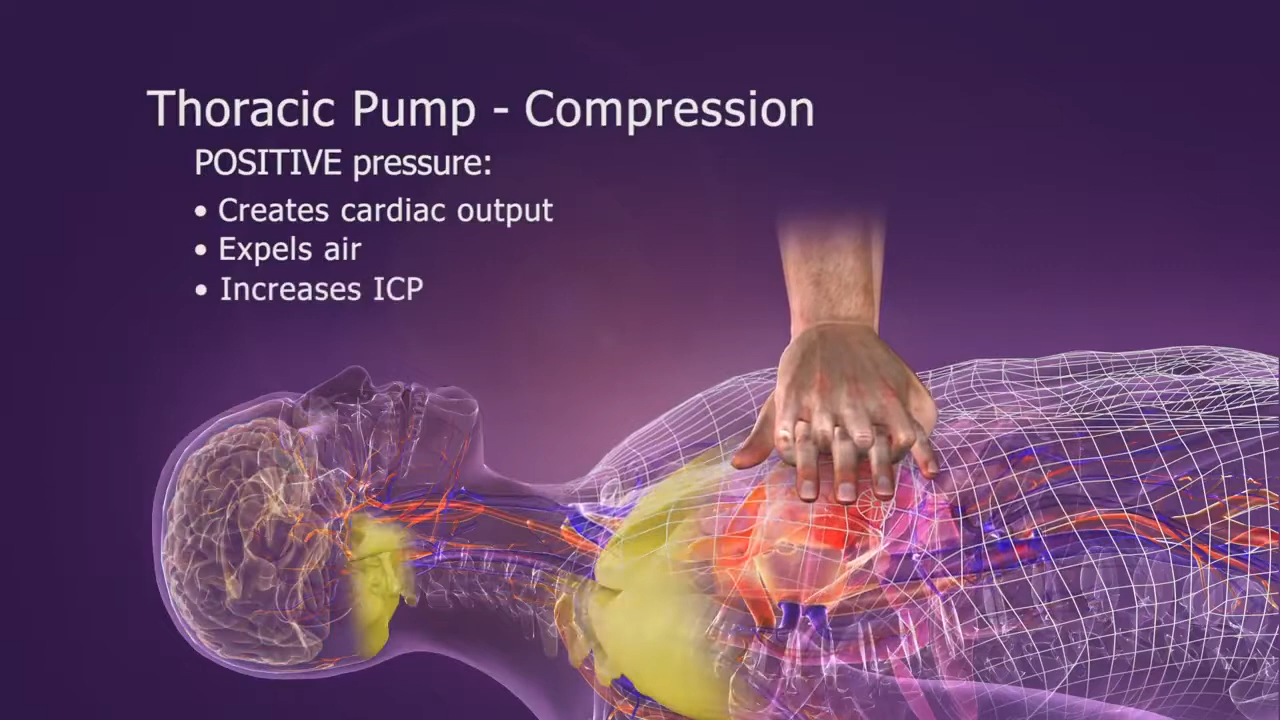 Thoracic Pump - Compression
POSITIVE pressure:
• Creates cardiac output
• Expels air
• Increases ICP